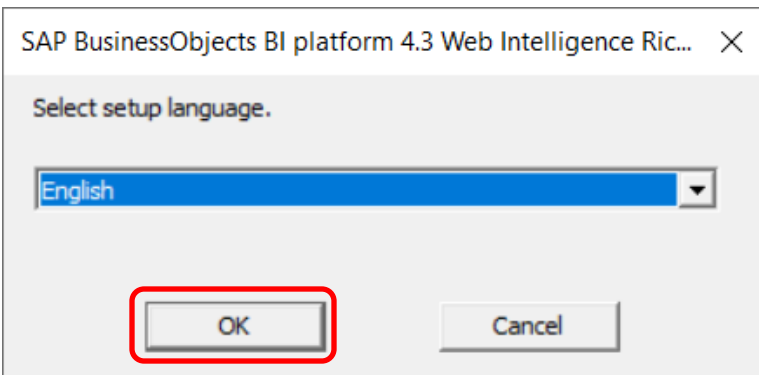 SAP BusinessObjects BI platform 4.3 Web Intelligence Ric...
Select setup language.
English
OK Cancel